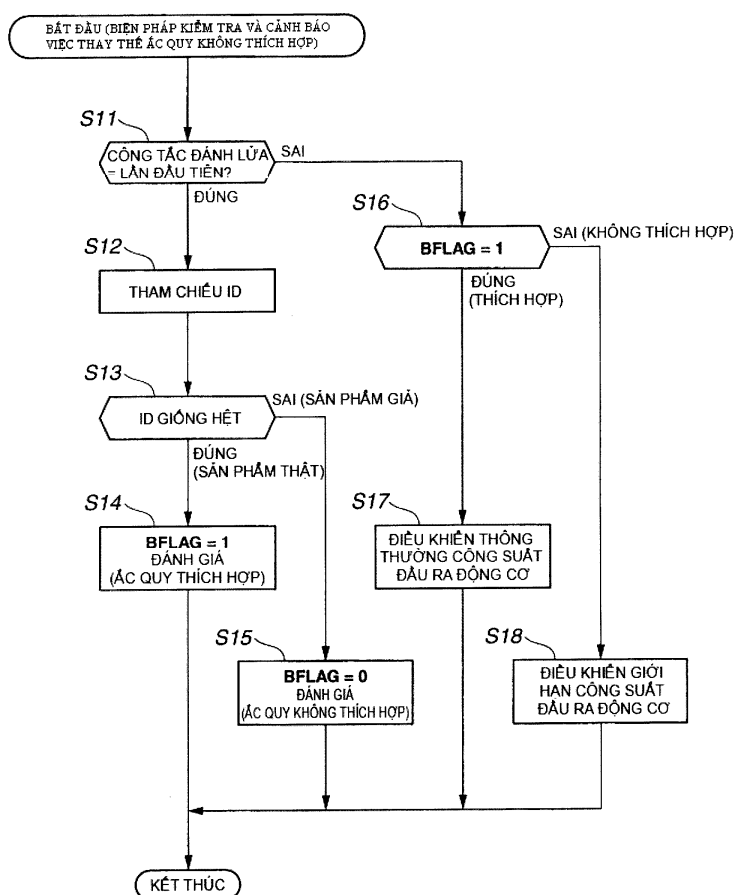 BẮT ĐẦU (BIỆN PHÁP KIỂM TRA VÀ CẢNH BÁO
VIỆC THAY THẾ ẮC QUY KHÔNG THÍCH HỢP)
S11
CÔNG TẮC ĐÁNH LỬA
= LẦN ĐẦU TIÊN?
SAI
ĐÚNG
S16
BFLAG = 1
SAI (KHÔNG THÍCH HỢP)
ĐÚNG
(THÍCH HỢP)
S12
THAM CHIẾU ID
S13
ID GIỐNG HỆT
SAI (SẢN PHẨM GIẢ)
ĐÚNG
(SẢN PHẨM THẬT)
S14
BFLAG = 1
ĐÁNH GIÁ
(ẮC QUY THÍCH HỢP)
S17
ĐIỀU KHIỂN THÔNG
THƯỜNG CÔNG SUẤT
ĐẦU RA ĐỘNG CƠ
S15
BFLAG = 0
ĐÁNH GIÁ
(ẮC QUY KHÔNG THÍCH HỢP)
S18
ĐIỀU KHIỂN GIỚI
HẠN CÔNG SUẤT
ĐẦU RA ĐỘNG CƠ
KẾT THÚC